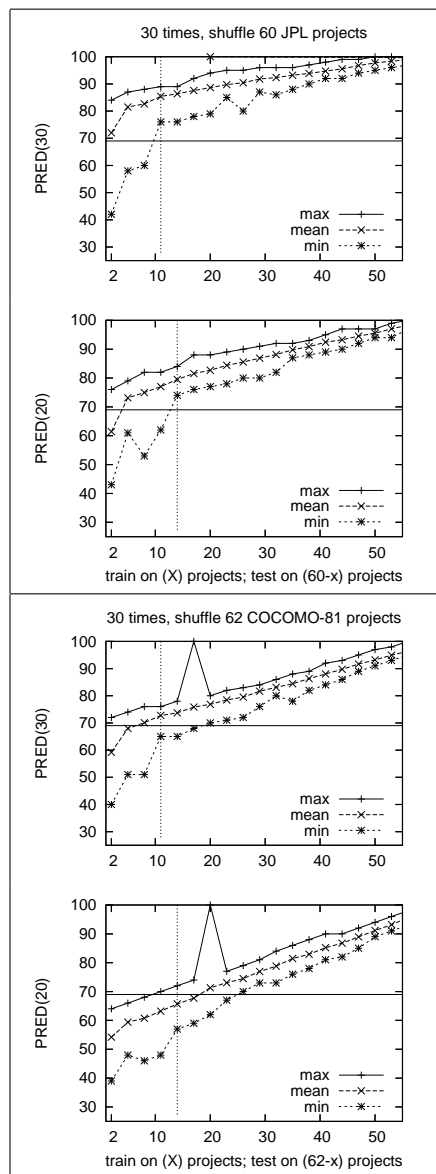 30 times, shuffle 60 JPL projects
100
90
80
70
60
50
40
30
PRED(30)
max
mean
min
2 10 20 30 40 50
100
90
80
70
60
50
40
30
PRED(20)
max
mean
min
2 10 20 30 40 50
train on (X) projects; test on (60-x) projects
30 times, shuffle 62 COCOMO-81 projects
100
90
80
70
60
50
40
30
PRED(30)
max
mean
min
2 10 20 30 40 50
100
90
80
70
60
50
40
30
PRED(20)
max
mean
min
2 10 20 30 40 50
train on (X) projects; test on (62-x) projects